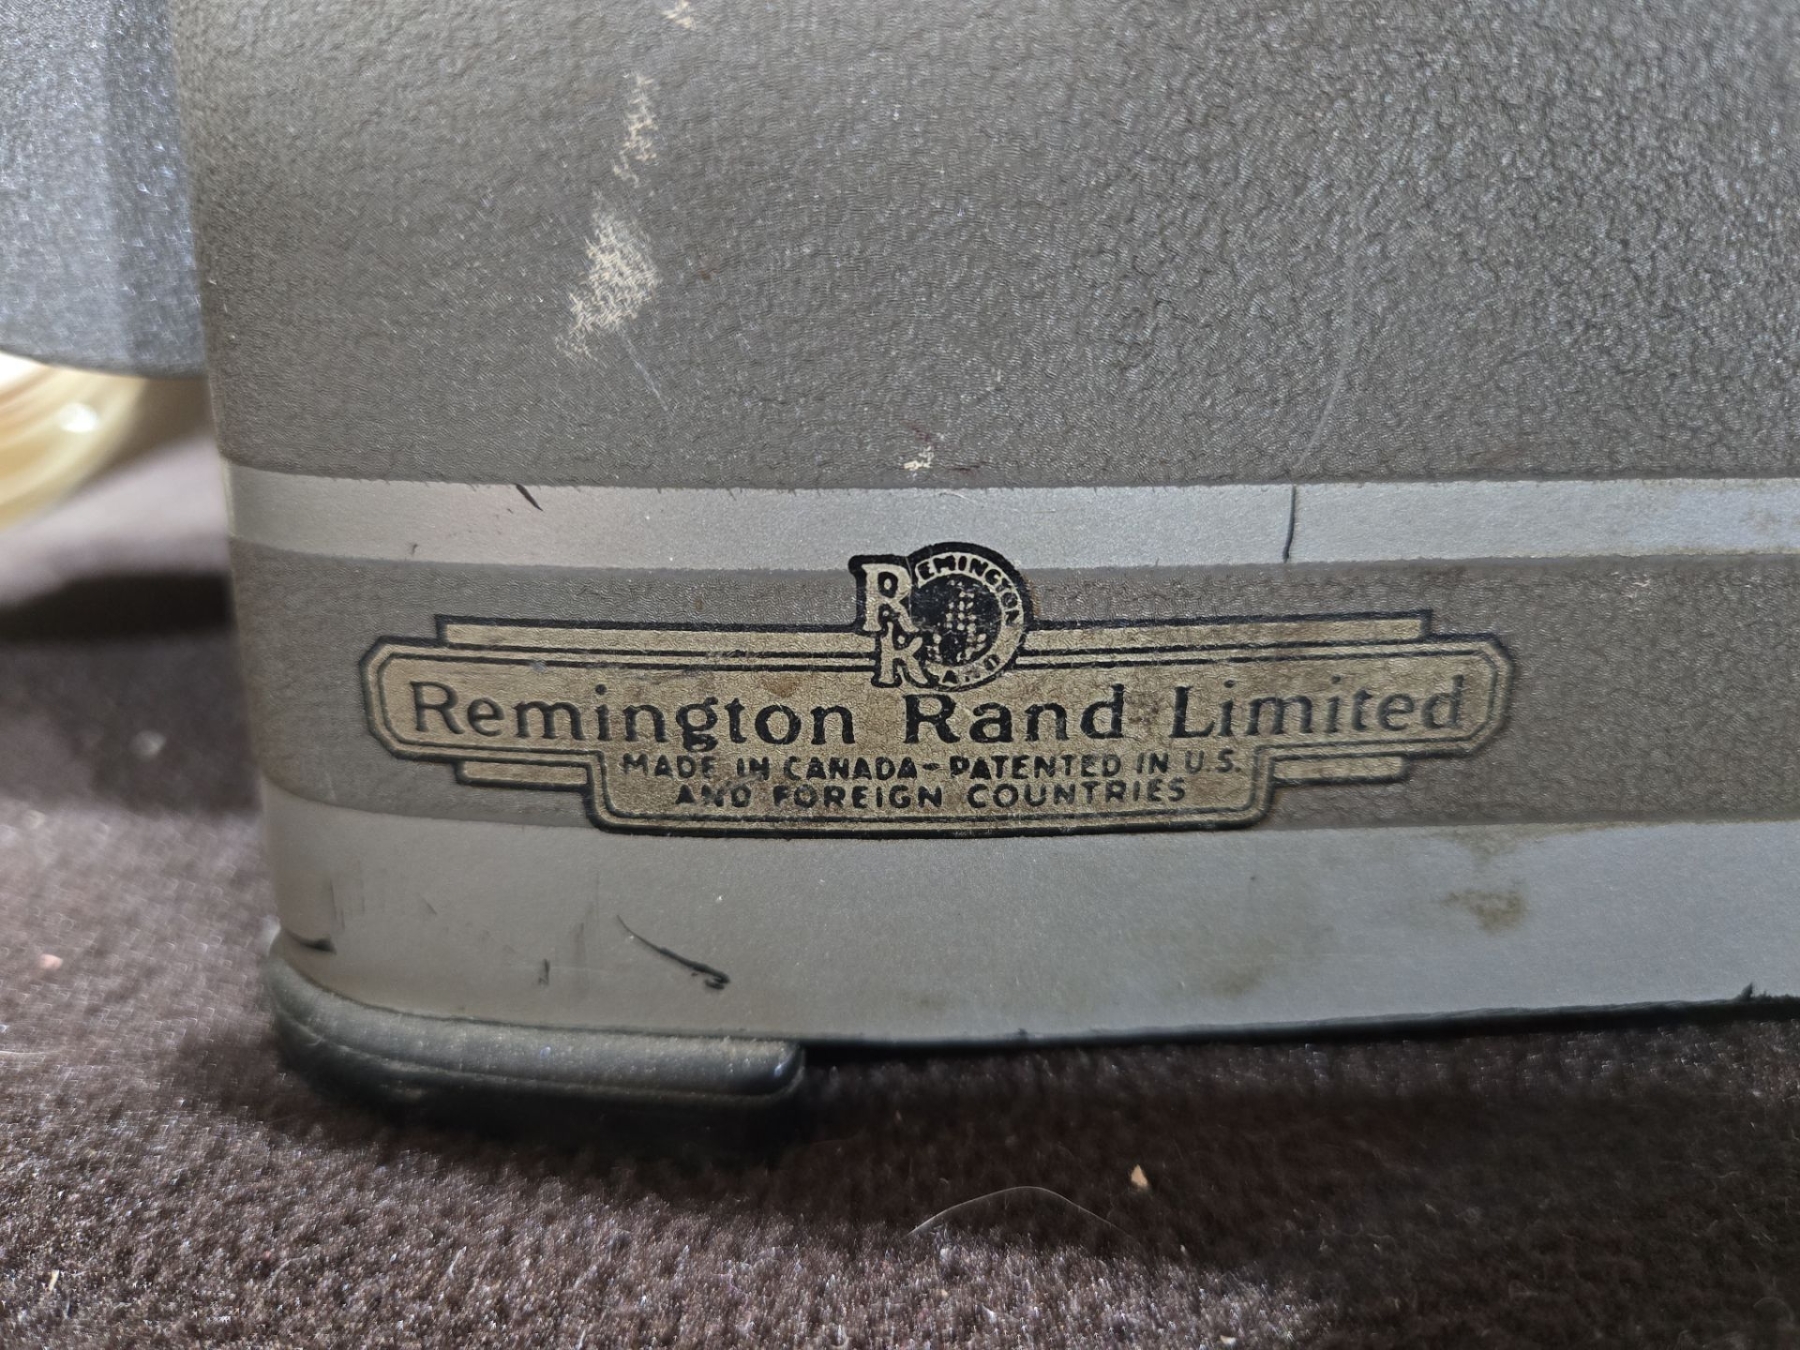 REMINGTON
RAND
Remington Rand Limited
MADE IN CANADA-PATENTED IN U.S.
AND FOREIGN COUNTRIES